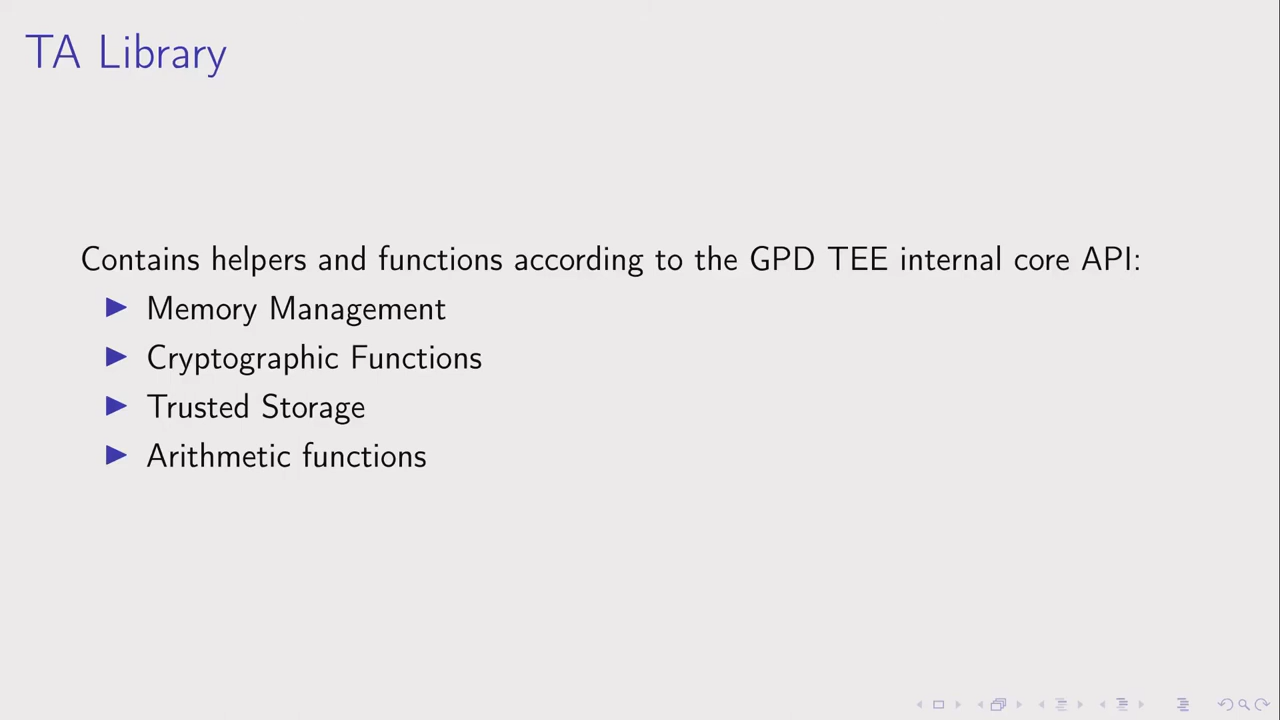 TA Library
Contains helpers and functions according to the GPD TEE internal core API:
Memory Management
Cryptographic Functions
Trusted Storage
Arithmetic functions